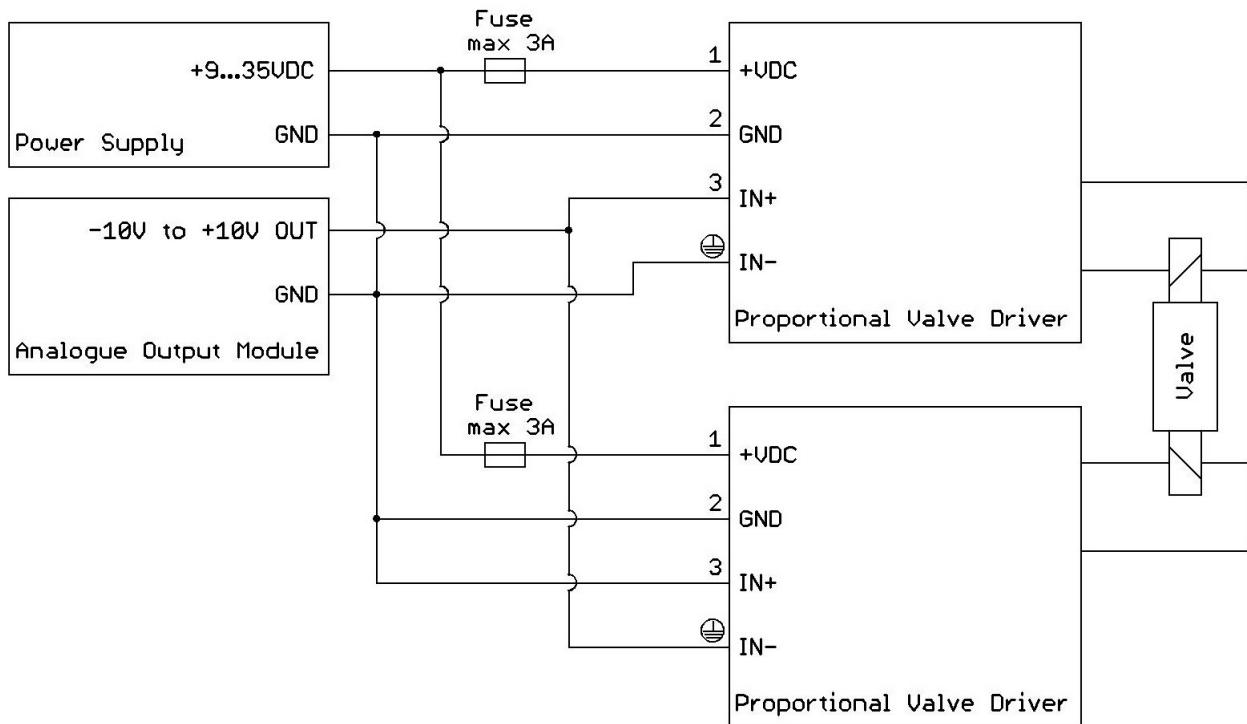 +9...35VDC
GND
Power Supply
-10V to +10V OUT
GND
Analogue Output Module
Fuse
max 3A
1
+VDC
2
GND
3
IN+
IN-
Proportional Valve Driver
Fuse
max 3A
1
+VDC
2
GND
3
IN+
IN-
Proportional Valve Driver
Valve